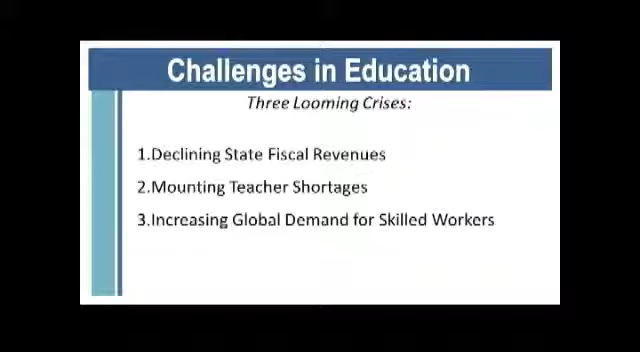 Challenges in Education
Three Looming Crises:
1.Declining State Fiscal Revenues
2.Mounting Teacher Shortages
3.Increasing Global Demand for Skilled Workers